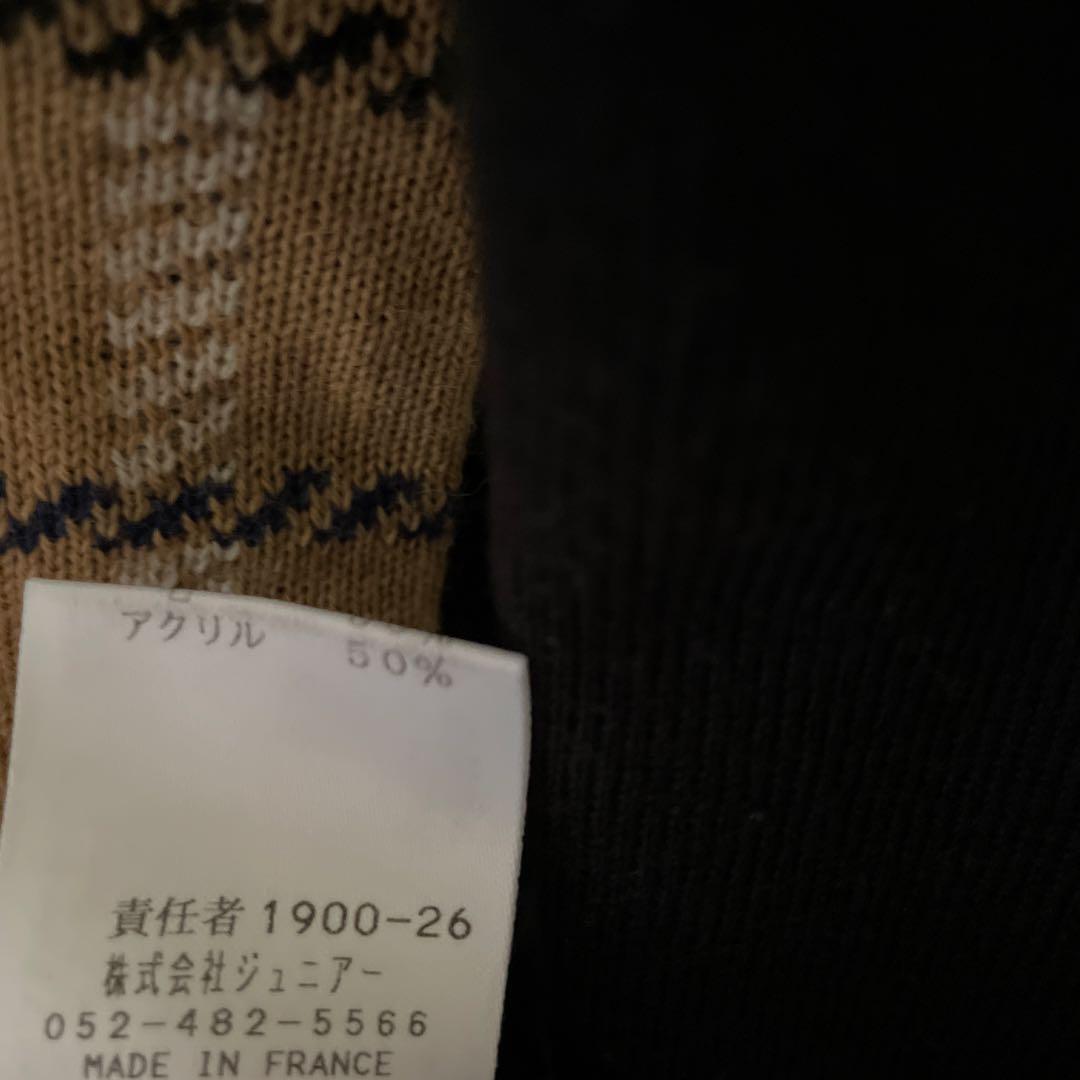 アクリル 50%
責任者 1900-26
株式会社ジュニアー
052-482-5566
MADE IN FRANCE